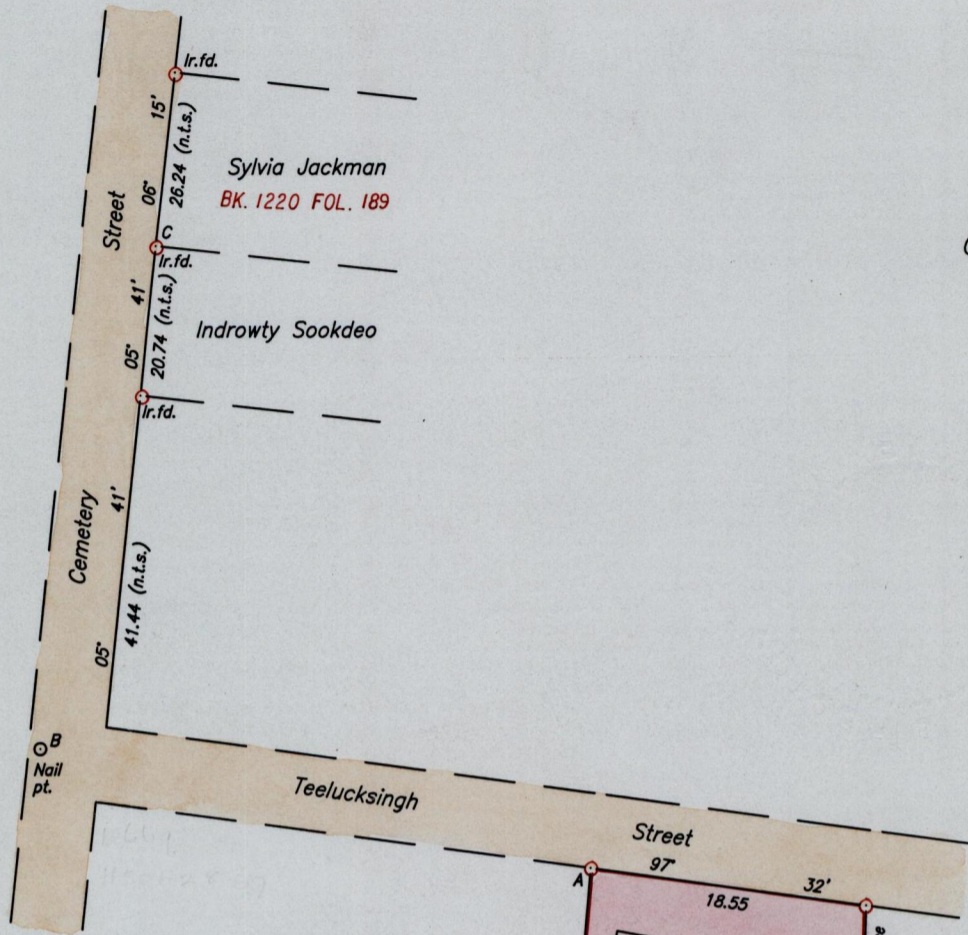 Ir.fd.
15'
06°
26.24 (n.t.s.)
Sylvia Jackman
BK. 1220 FOL. 189
Street
C
Ir.fd.
41'
05°
20.74 (n.t.s.)
Indrowty Sookdeo
Ir.fd.
Cemetery
41'
05°
41.44 (n.t.s.)
B
Nail
pt.
Teelucksingh
Street
A
97°
32'
18.55